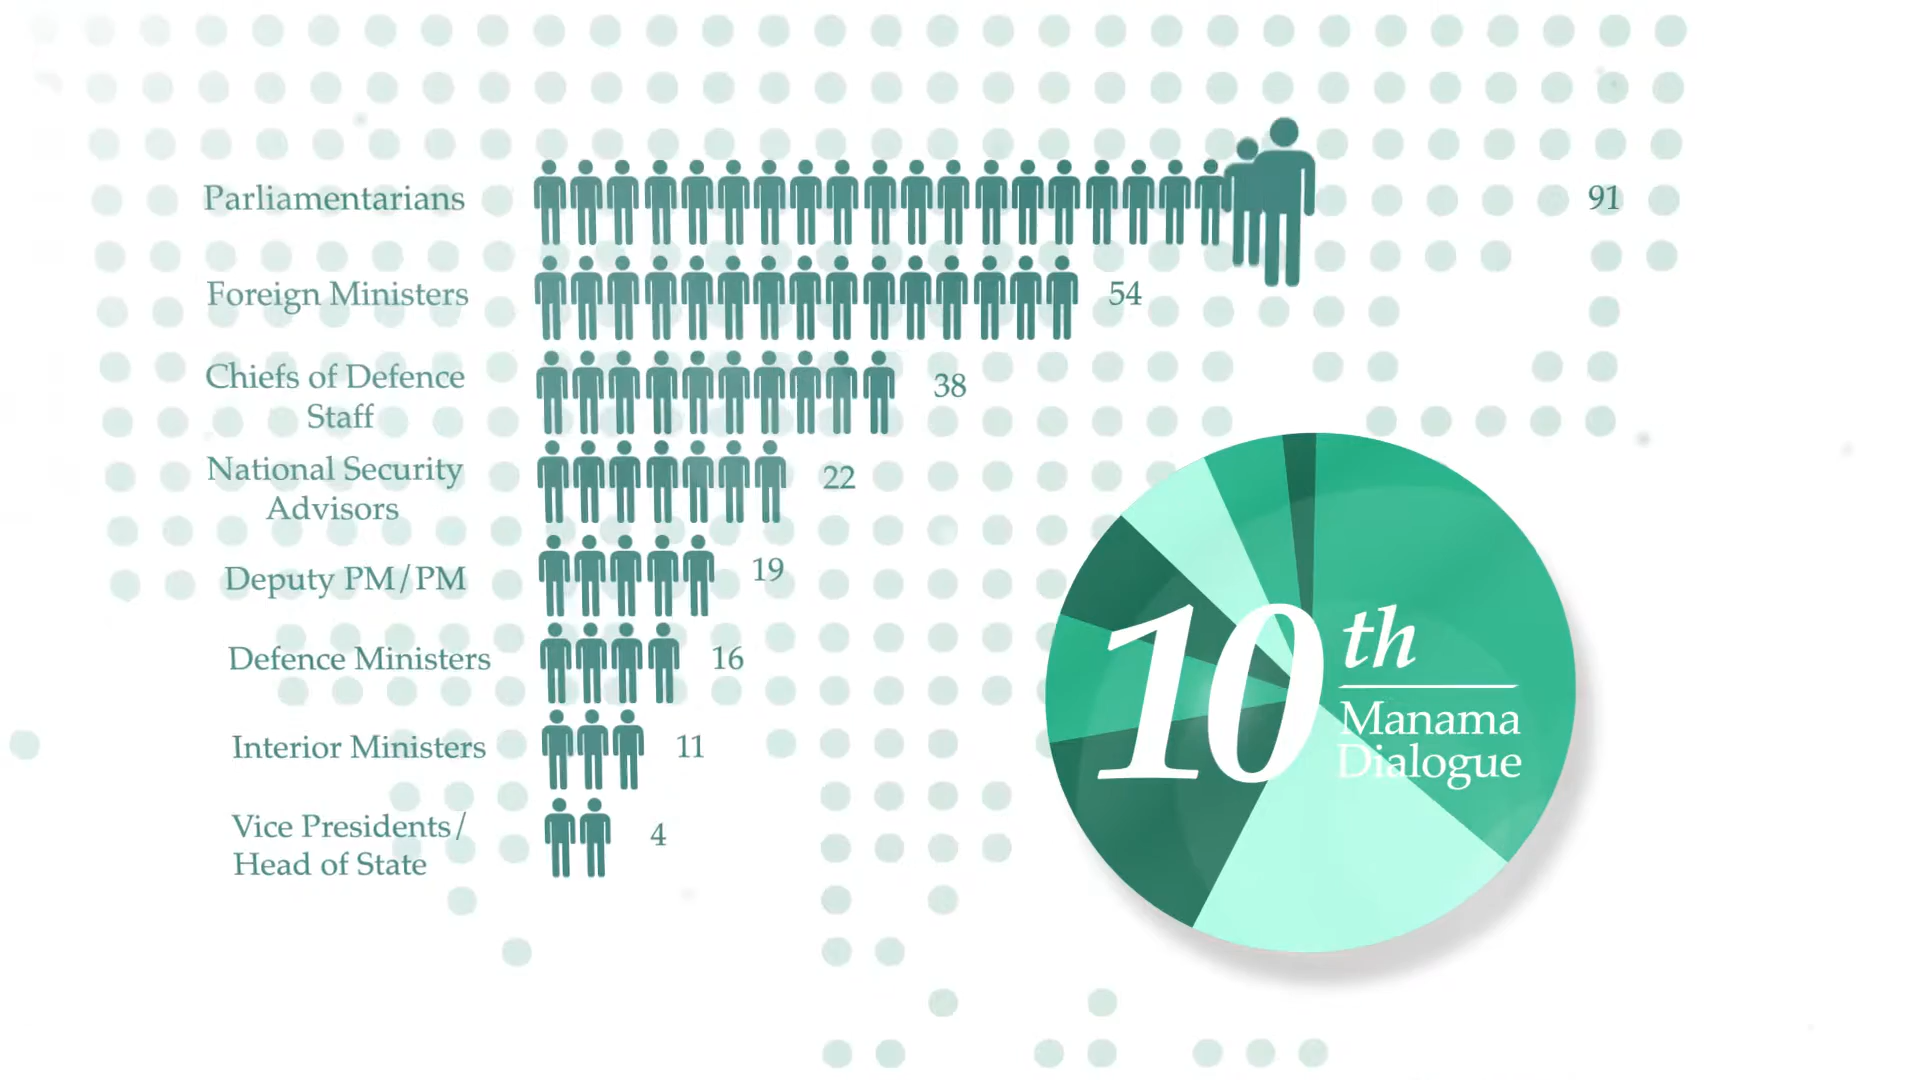 Parliamentarians 91
Foreign Ministers 54
Chiefs of Defence
Staff
38
National Security
Advisors
22
Deputy PM/PM 19
Defence Ministers 16
Interior Ministers 11
Vice Presidents/
Head of State
4
10th
Manama
Dialogue